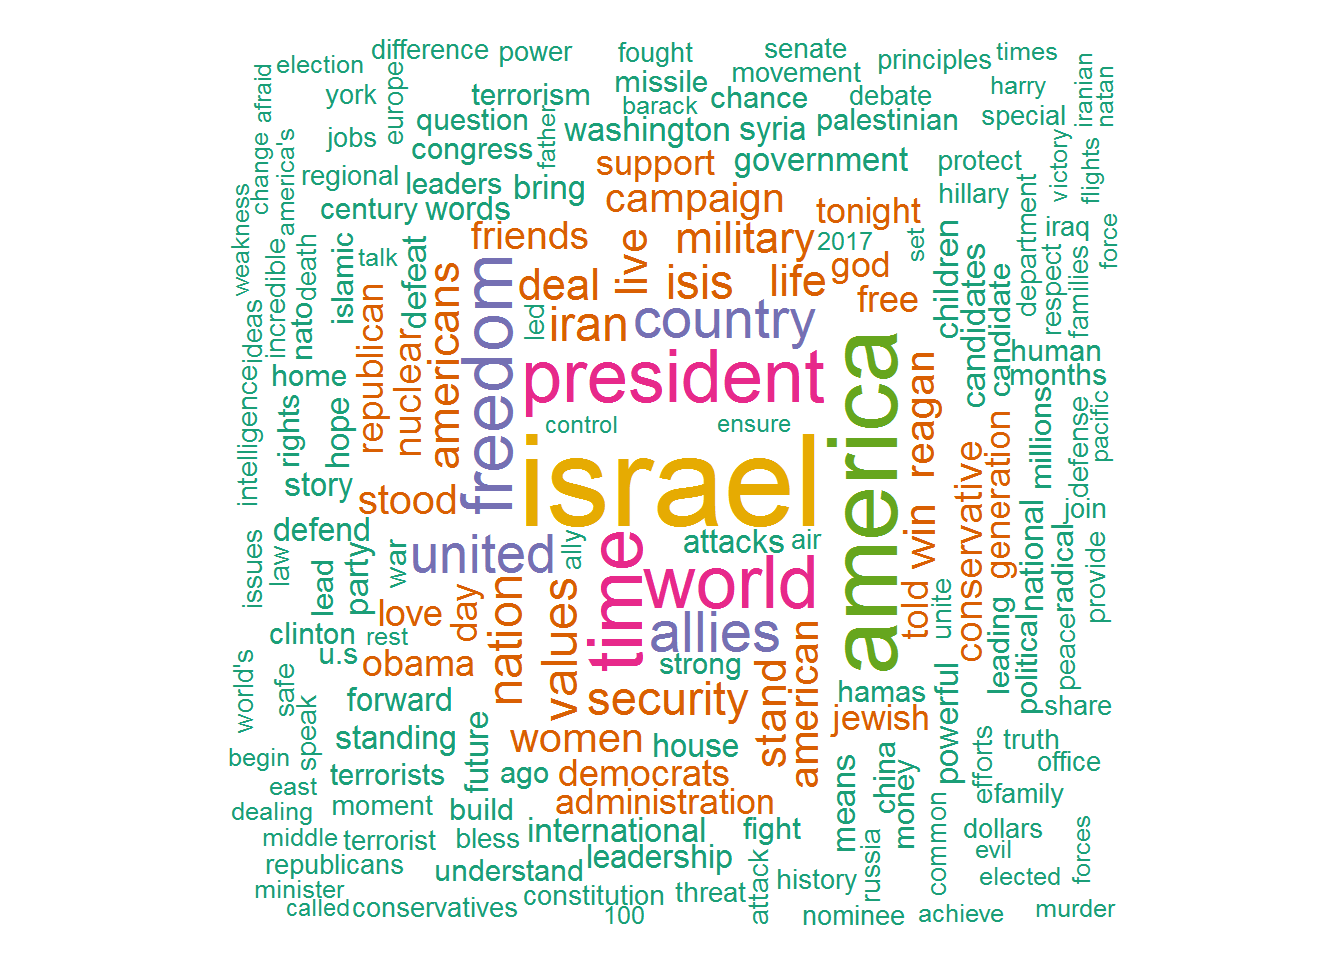 difference
power
fought
senate
principles
times
election
missile
movement
harry
afraid
york
europe
terrorism
barack
chance
debate
special
iranian
natan
change
jobs
question
father
washington
syria
palestinian
america's
congress
support
government
protect
victory
flights
regional
leaders
bring
campaign
hillary
weakness
century
words
tonight
department
iraq
force
incredible
death
islamic
talk
defeat
friends
live
military
2017
set
god
children
respect
families
ideas
nato
republican
nuclear
americans
freedom
deal
isis
life
free
candidates
candidate
led
iran
country
human
home
president
america
reagan
months
intelligence
rights
hope
control
ensure
israel
win
conservative
generation
millions
defense
pacific
story
stood
join
defend
attacks
air
issues
law
lead
party
war
united
ally
time
world
told
unite
national
radical
provide
love
day
nation
values
allies
leading
political
peace
clinton
rest
u.s
obama
strong
stand
american
hamas
powerful
share
world's
safe
forward
security
jewish
speak
standing
future
women
house
truth
begin
terrorists
ago
democrats
means
china
money
efforts
office
east
family
dealing
moment
build
administration
middle
terrorist
bless
international
fight
common
dollars
evil
forces
republicans
understand
leadership
attack
history
russia
elected
minister
constitution
threat
called
conservatives
100
nominee
achieve
murder